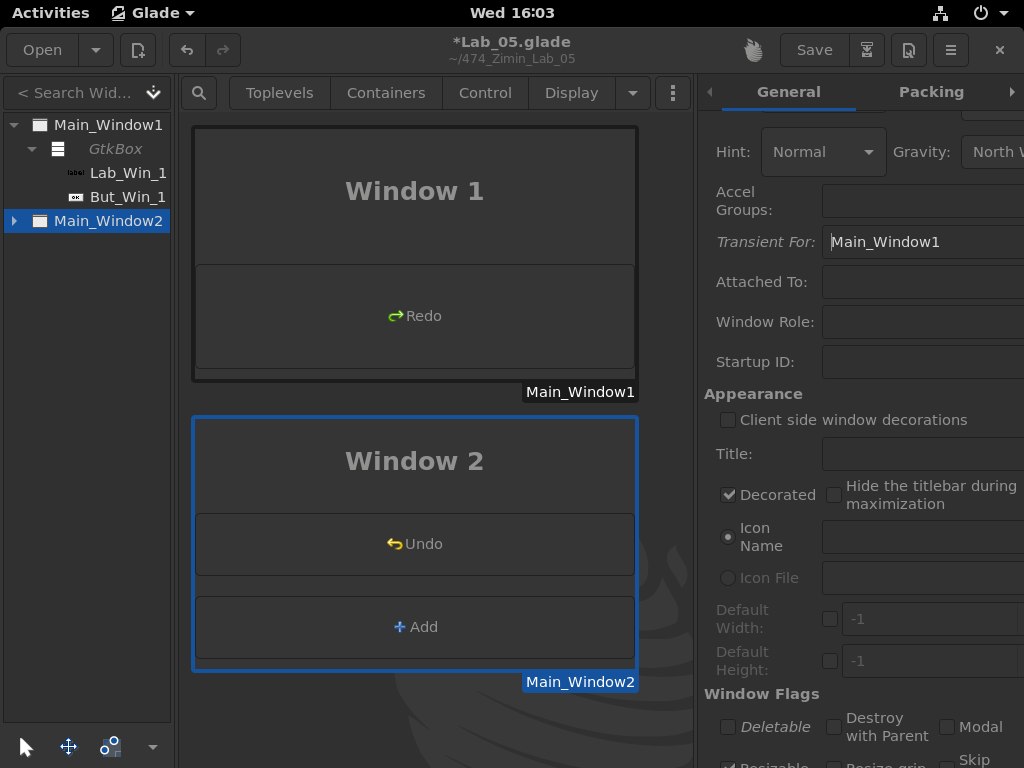 Activities Glade Wed 16:03
Open *Lab_05.glade Save
~/474_Zimin_Lab_05
< Search Wid... Toplevels Containers Control Display General Packing
Main_Window1
GtkBox
label Lab_Win_1
OK But_Win_1
Main_Window2
Window 1
Redo
Main_Window1
Window 2
Undo
Add
Main_Window2
Hint: Normal Gravity: North W
Accel
Groups:
Transient For: Main_Window1
Attached To:
Window Role:
Startup ID:
Appearance
Client side window decorations
Title:
Decorated Hide the titlebar during
maximization
Icon
Name
Icon File
Default
Width: -1
Default
Height: -1
Window Flags
Deletable Destroy
with Parent Modal
Resizable Resize grip Skip